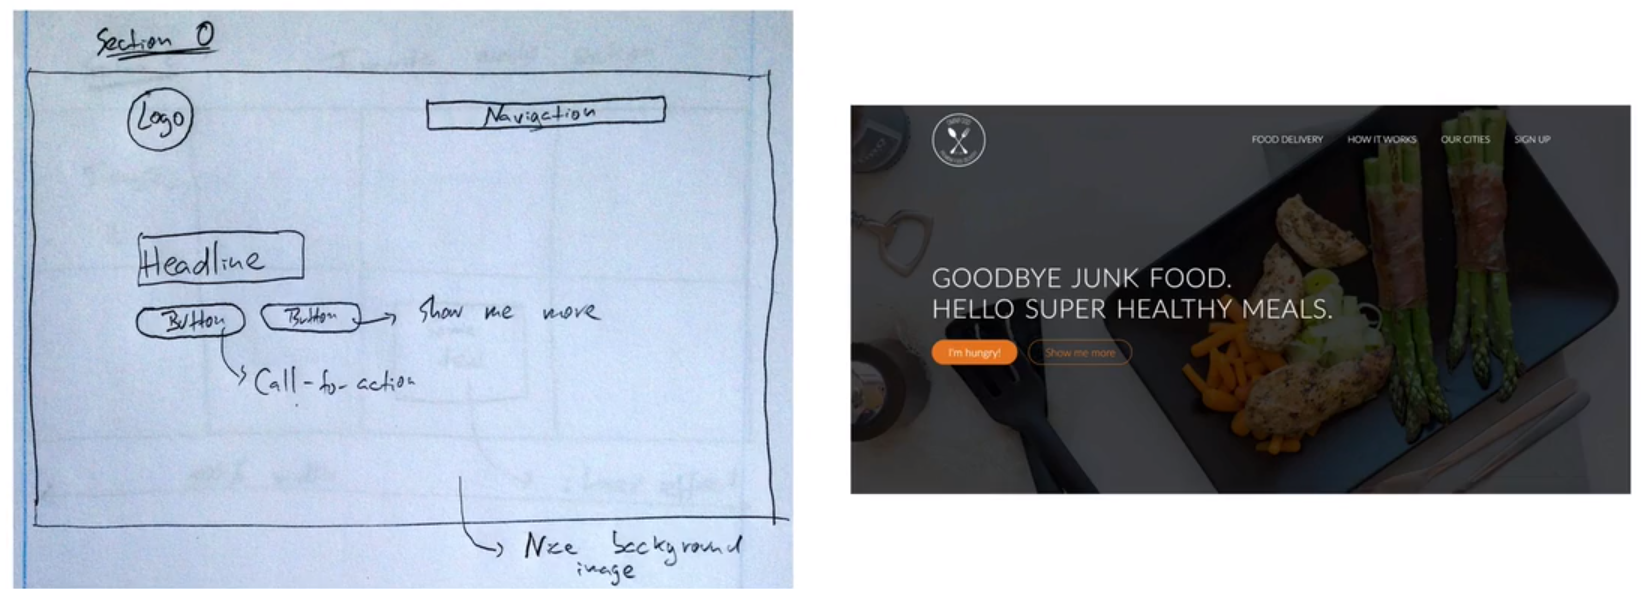 Section 0
Logo
Navigation
Headline
Button
Button
Show me more
Call-to-action
Nice background
image
FOOD DELIVERY HOW IT WORKS OUR CITIES SIGN UP
GOODBYE JUNK FOOD.
HELLO SUPER HEALTHY MEALS.
I'm hungry!
Show me more